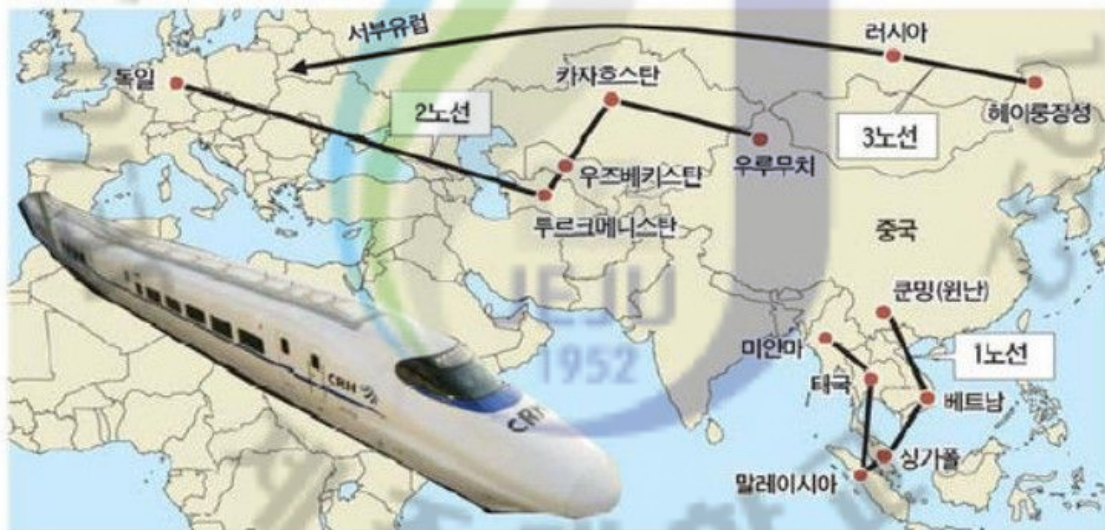 서부유럽
러시아
독일
카자흐스탄
헤이룽장성
2노선
3노선
우즈베키스탄
우루무치
투르크메니스탄
중국
JEJU
1952
쿤밍(윈난)
미얀마
1노선
태국
베트남
CRH
CRH
싱가폴
말레이시아